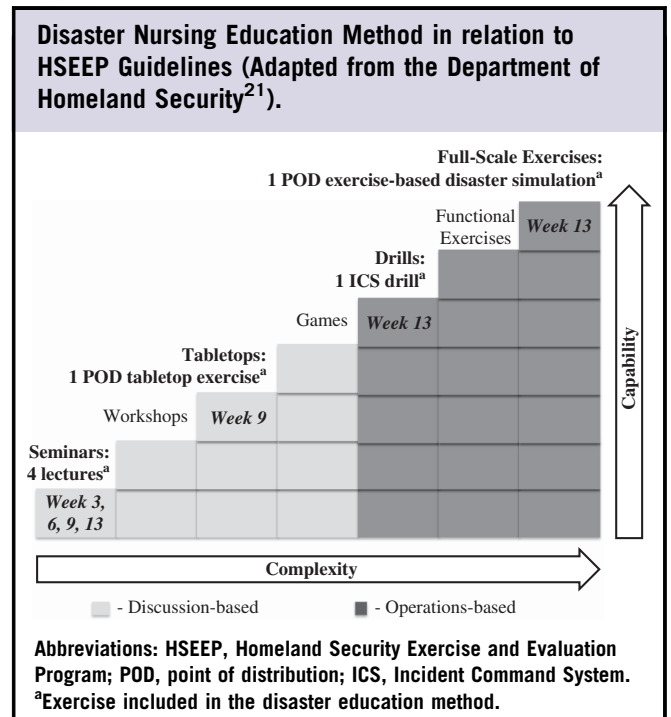 Disaster Nursing Education Method in relation to
HSEEP Guidelines (Adapted from the Department of
Homeland Security21).
Full-Scale Exercises:
1 POD exercise-based disaster simulationa
Functional
Exercises
Week 13
Drills:
1 ICS drilla
Games
Week 13
Tabletops:
1 POD tabletop exercisea
Workshops
Week 9
Seminars:
4 lecturesa
Week 3,
6, 9, 13
Capability
Complexity
- Discussion-based
- Operations-based
Abbreviations: HSEEP, Homeland Security Exercise and Evaluation
Program; POD, point of distribution; ICS, Incident Command System.
aExercise included in the disaster education method.